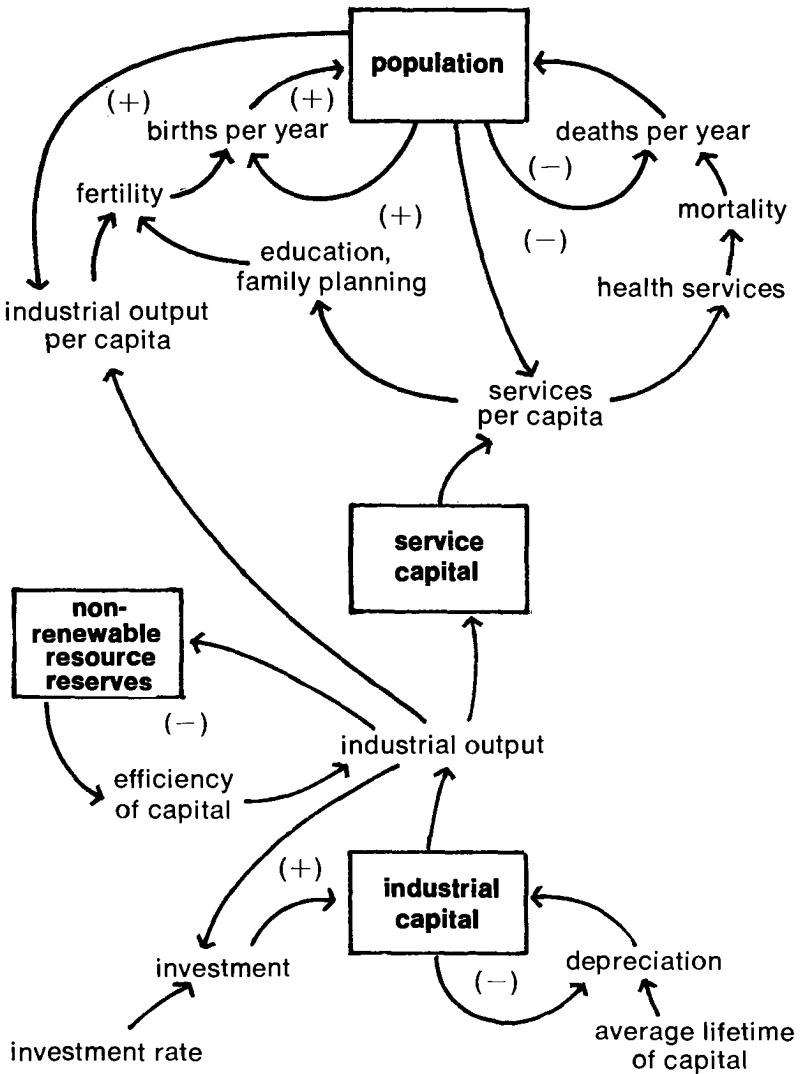 population
(+)
(+)
births per year
deaths per year
(−)
fertility
mortality
(+)
(−)
education,
family planning
health services
industrial output
per capita
services
per capita
service
capital
non-
renewable
resource
reserves
(−)
industrial output
efficiency
of capital
(+)
industrial
capital
investment
(−)
depreciation
investment rate
average lifetime
of capital